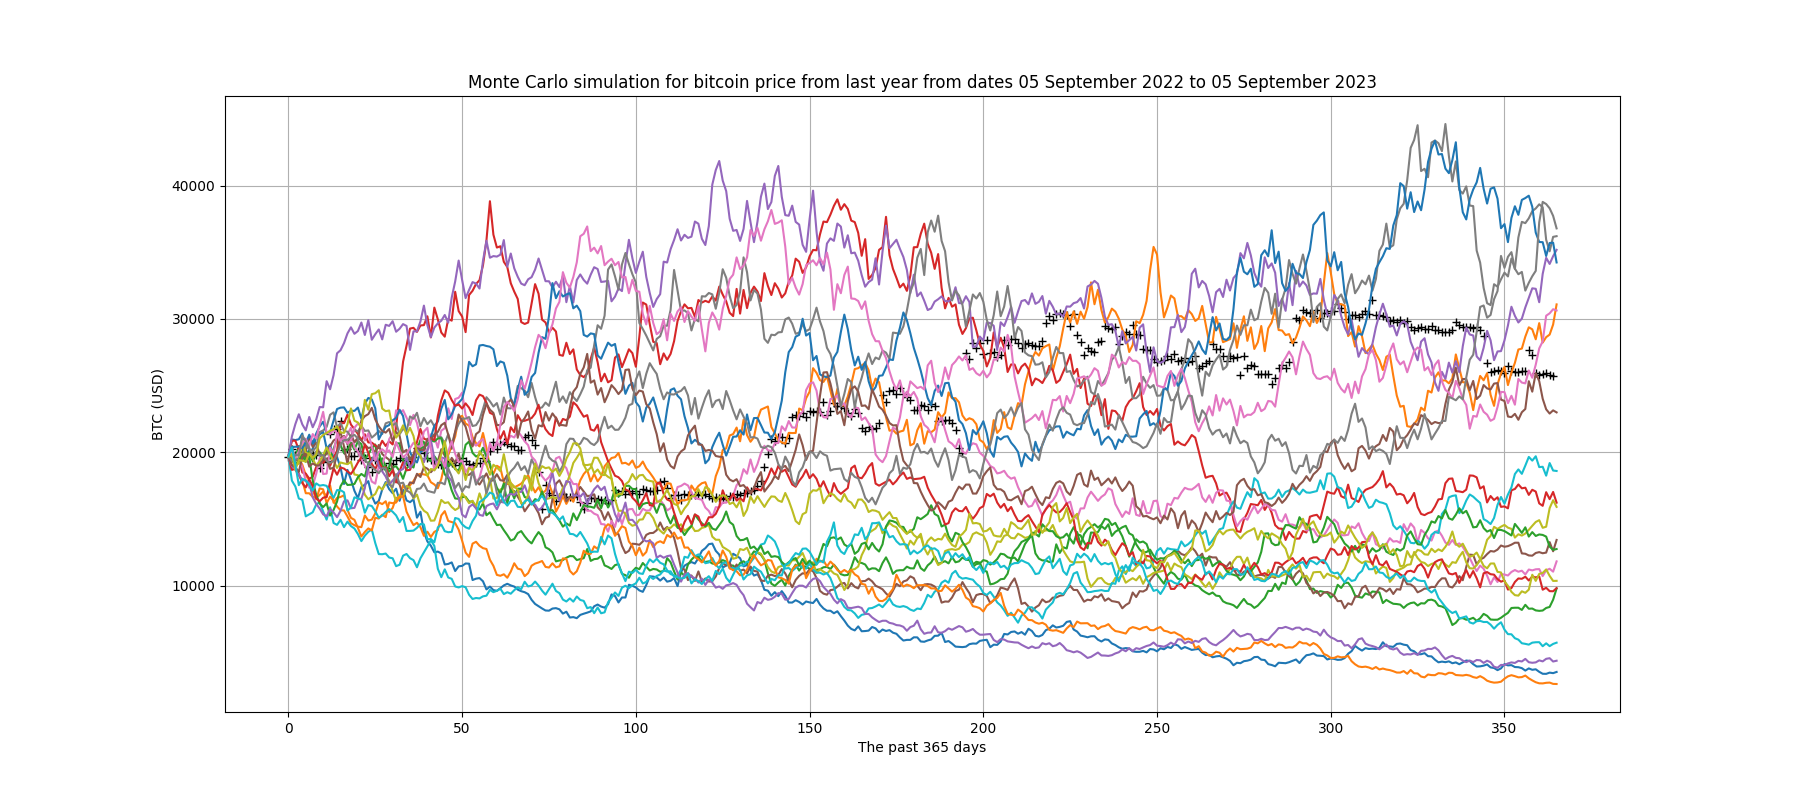 Monte Carlo simulation for bitcoin price from last year from dates 05 September 2022 to 05 September 2023
40000
30000
20000
10000
BTC (USD)
0 50 100 150 200 250 300 350
The past 365 days